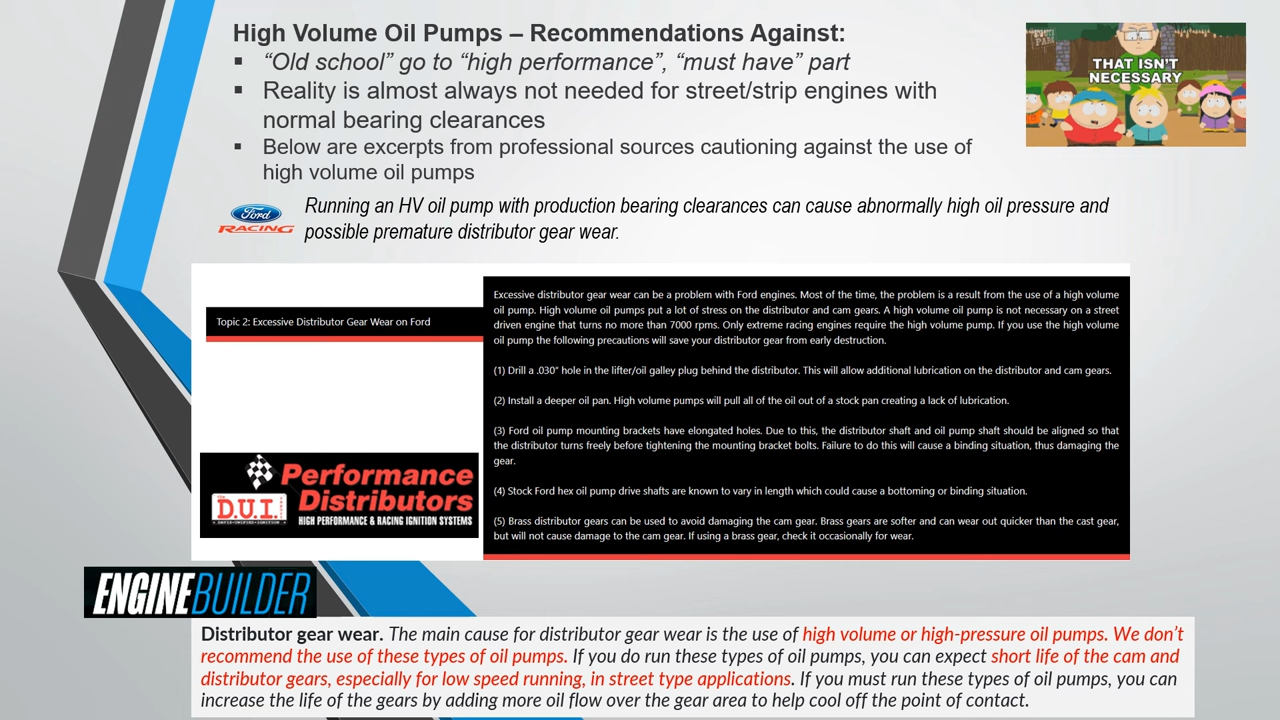 High Volume Oil Pumps – Recommendations Against:
▪ “Old school” go to “high performance”, “must have” part
▪ Reality is almost always not needed for street/strip engines with
normal bearing clearances
▪ Below are excerpts from professional sources cautioning against the use of
high volume oil pumps
THAT ISN'T
NECESSARY
Ford
RACING
Running an HV oil pump with production bearing clearances can cause abnormally high oil pressure and
possible premature distributor gear wear.
Topic 2: Excessive Distributor Gear Wear on Ford
Excessive distributor gear wear can be a problem with Ford engines. Most of the time, the problem is a result from the use of a high volume
oil pump. High volume oil pumps put a lot of stress on the distributor and cam gears. A high volume oil pump is not necessary on a street
driven engine that turns no more than 7000 rpms. Only extreme racing engines require the high volume pump. If you use the high volume
oil pump the following precautions will save your distributor gear from early destruction.
(1) Drill a .030" hole in the lifter/oil galley plug behind the distributor. This will allow additional lubrication on the distributor and cam gears.
(2) Install a deeper oil pan. High volume pumps will pull all of the oil out of a stock pan creating a lack of lubrication.
(3) Ford oil pump mounting brackets have elongated holes. Due to this, the distributor shaft and oil pump shaft should be aligned so that
the distributor turns freely before tightening the mounting bracket bolts. Failure to do this will cause a binding situation, thus damaging the
gear.
(4) Stock Ford hex oil pump drive shafts are known to vary in length which could cause a bottoming or binding situation.
(5) Brass distributor gears can be used to avoid damaging the cam gear. Brass gears are softer and can wear out quicker than the cast gear,
but will not cause damage to the cam gear. If using a brass gear, check it occasionally for wear.
Performance
Distributors
D.U.I.
HIGH PERFORMANCE & RACING IGNITION SYSTEMS
ENGINEBUILDER
Distributor gear wear. The main cause for distributor gear wear is the use of high volume or high-pressure oil pumps. We don’t
recommend the use of these types of oil pumps. If you do run these types of oil pumps, you can expect short life of the cam and
distributor gears, especially for low speed running, in street type applications. If you must run these types of oil pumps, you can
increase the life of the gears by adding more oil flow over the gear area to help cool off the point of contact.